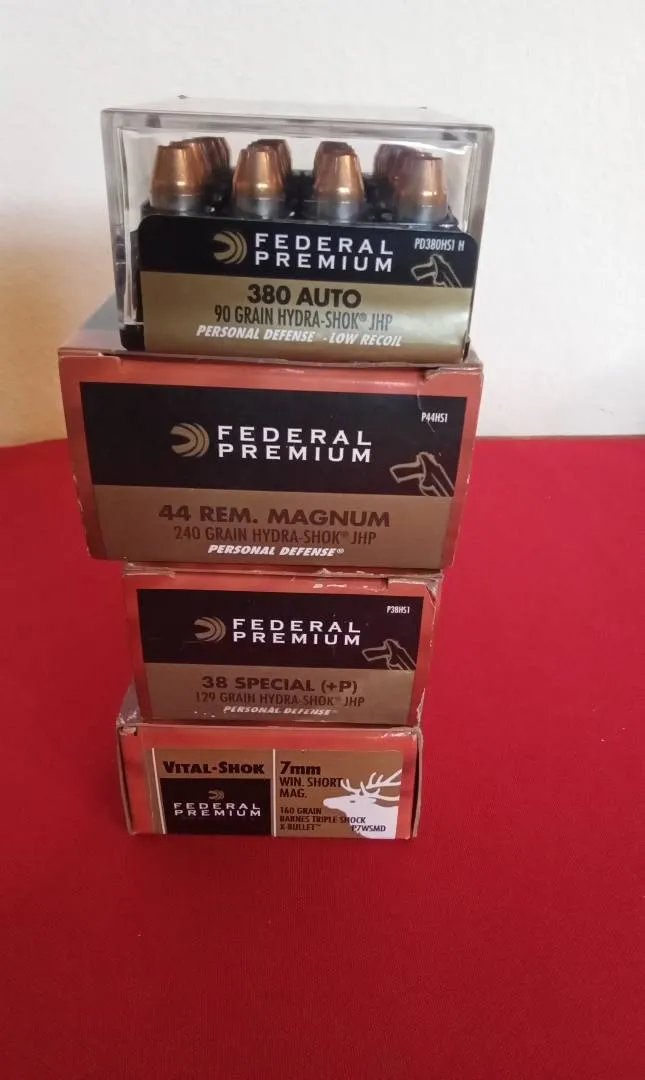 FEDERAL
PREMIUM
PD380HS1 H
380 AUTO
90 GRAIN HYDRA-SHOK® JHP
PERSONAL DEFENSE® - LOW RECOIL
P44HS1
FEDERAL
PREMIUM
44 REM. MAGNUM
240 GRAIN HYDRA-SHOK® JHP
PERSONAL DEFENSE®
P38HS1
FEDERAL
PREMIUM
38 SPECIAL (+P)
129 GRAIN HYDRA-SHOK® JHP
PERSONAL DEFENSE®
VITAL-SHOK
FEDERAL
PREMIUM
7mm
WIN. SHORT
MAG.
160 GRAIN
BARNES TRIPLE-SHOCK
X-BULLET™
P7WSMD